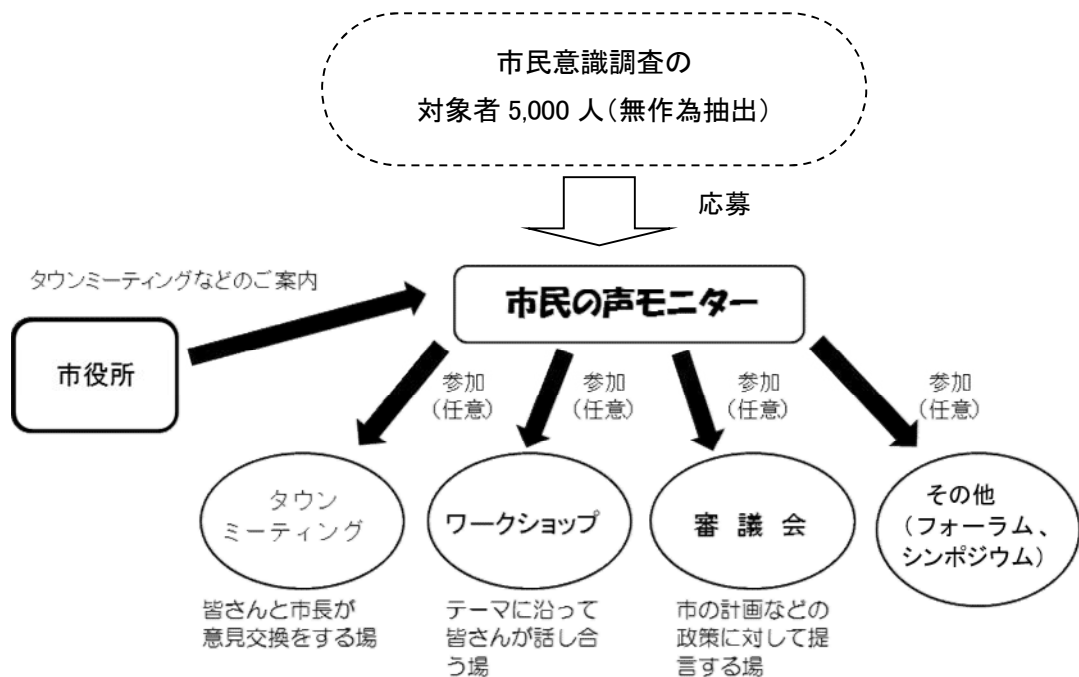 市民意識調査の
対象者 5,000 人（無作為抽出）
応募
タウンミーティングなどのご案内
市民の声モニター
市役所
参加
（任意）
参加
（任意）
参加
（任意）
参加
（任意）
タウン
ミーティング
ワークショップ
審 議 会
その他
（フォーラム、
シンポジウム）
皆さんと市長が
意見交換をする場
テーマに沿って
皆さんが話し合
う場
市の計画などの
政策に対して提
言する場